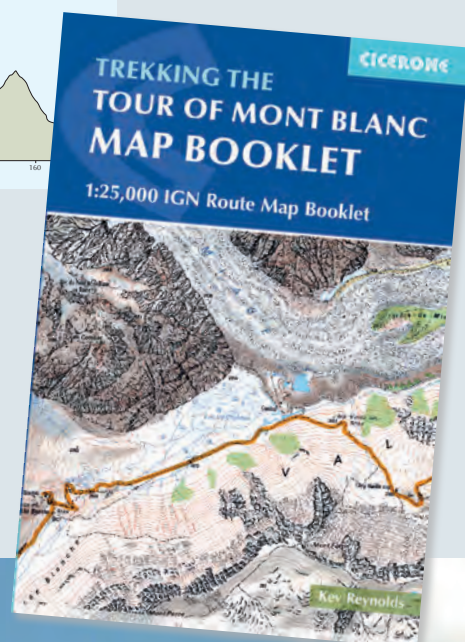 160
CICERONE
TREKKING THE
TOUR OF MONT BLANC
MAP BOOKLET
1:25,000 IGN Route Map Booklet
V A L
Kev Reynolds